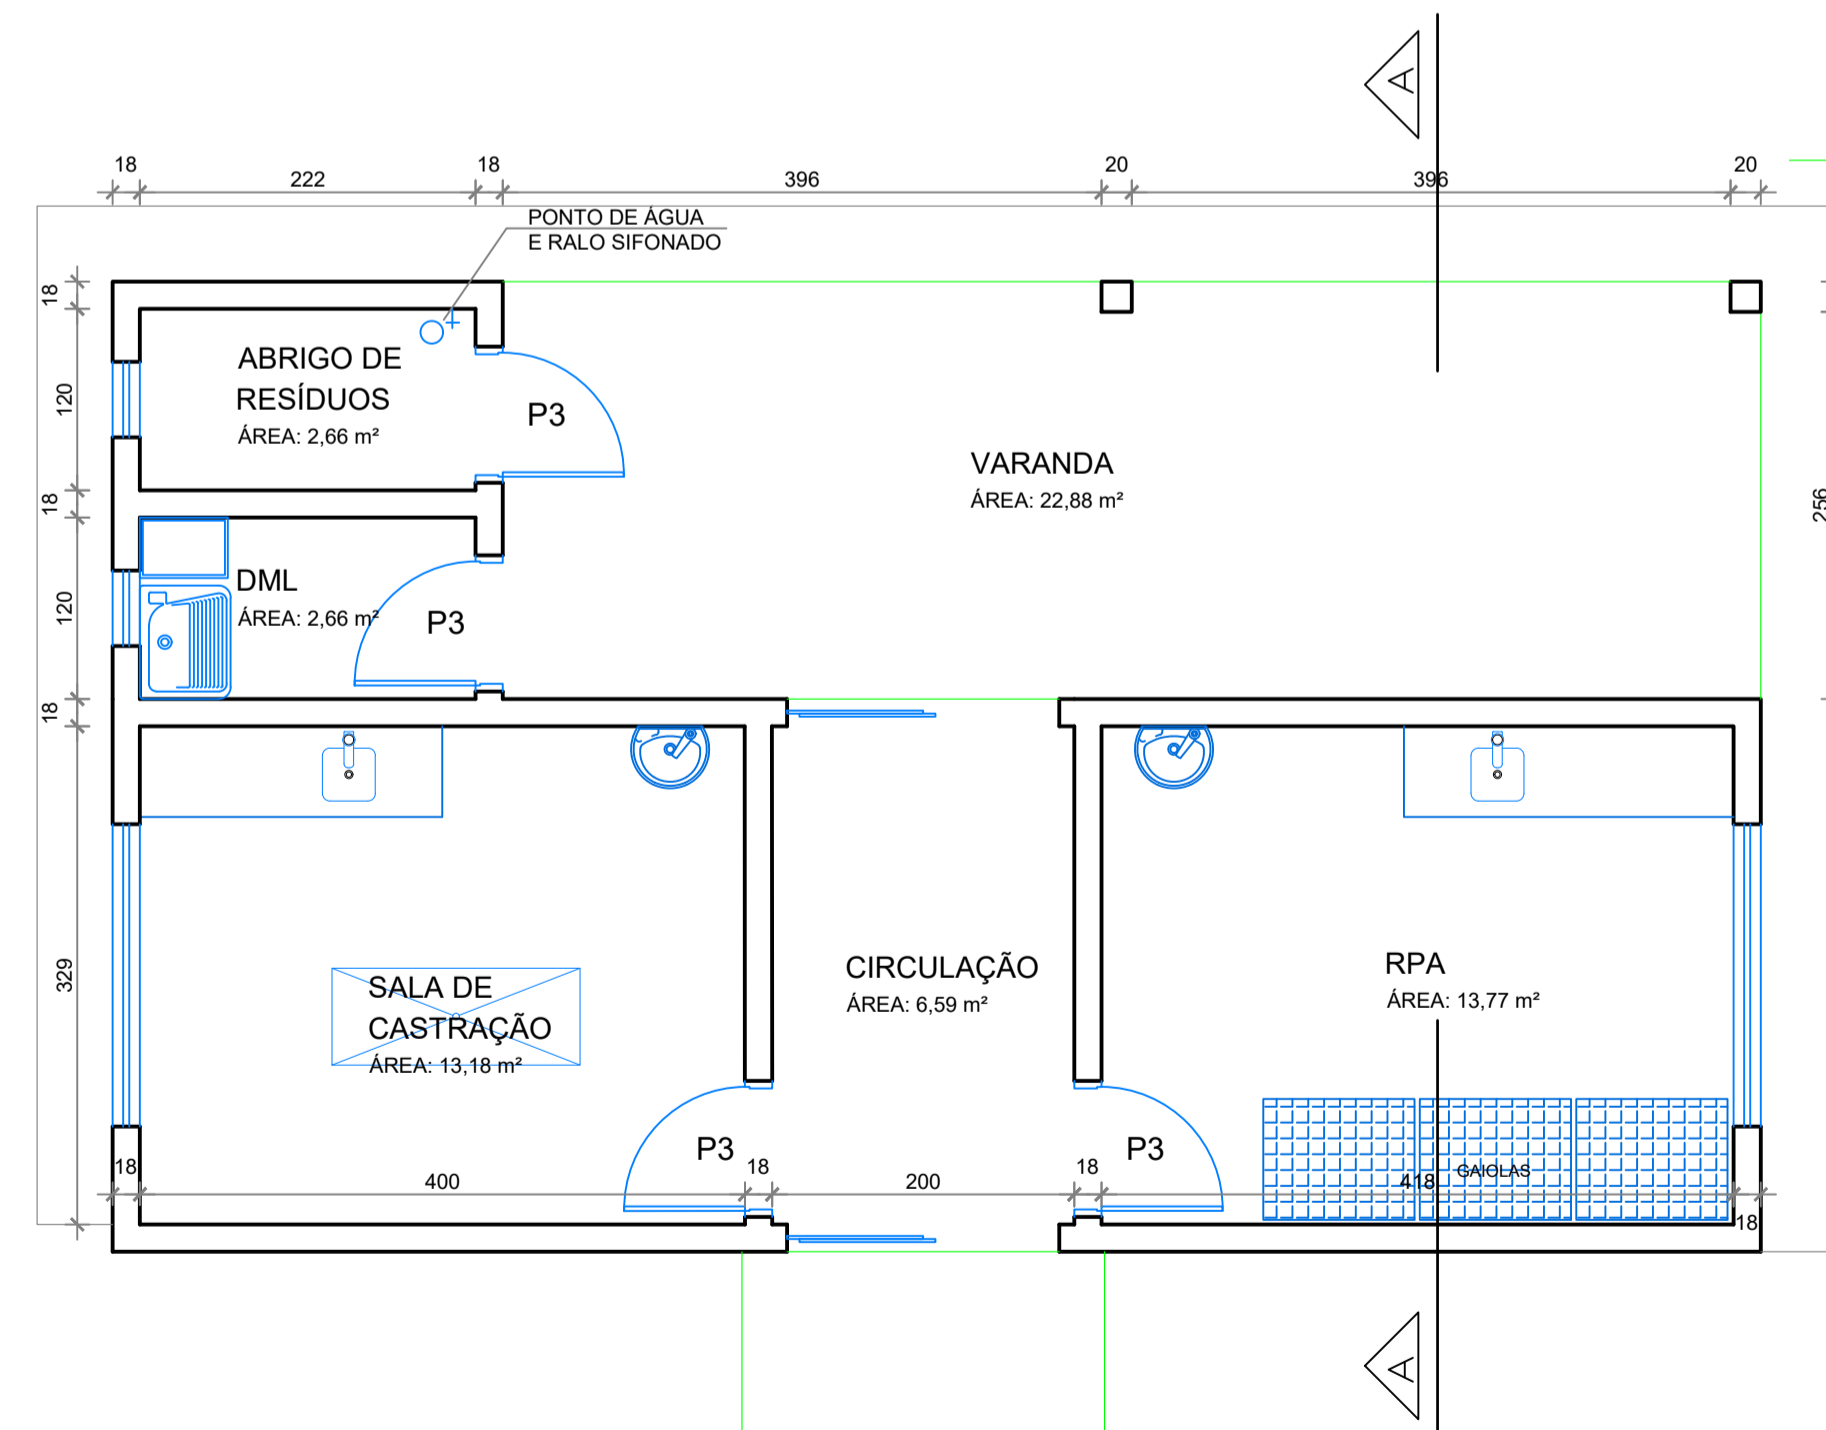 A
18
222
18
396
20
396
20
PONTO DE ÁGUA
E RALO SIFONADO
18
ABRIGO DE
RESÍDUOS
ÁREA: 2,66 m²
120
P3
VARANDA
ÁREA: 22,88 m²
18
256
DML
ÁREA: 2,66 m²
120
P3
18
329
SALA DE
CASTRAÇÃO
ÁREA: 13,18 m²
CIRCULAÇÃO
ÁREA: 6,59 m²
RPA
ÁREA: 13,77 m²
P3
P3
18
400
18
200
18
418
GAIOLAS
18
A